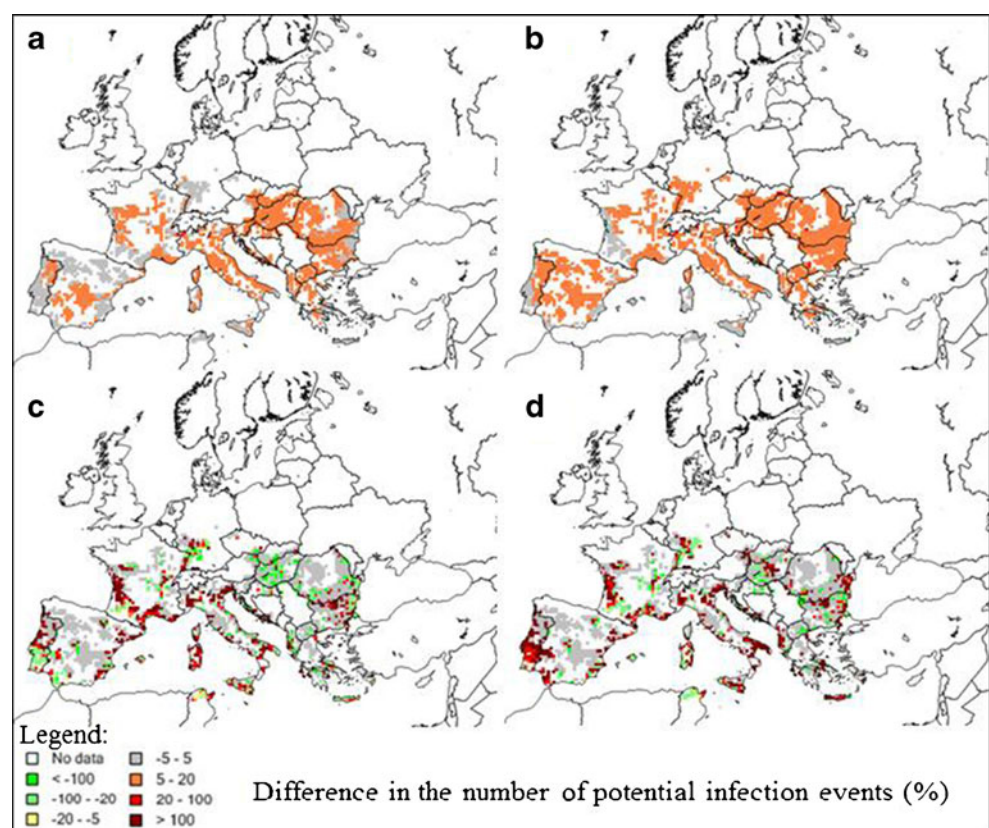 a
b
c
d
Legend:
No data
< -100
-100 - -20
-20 - -5
-5 - 5
5 - 20
20 - 100
> 100
Difference in the number of potential infection events (%)